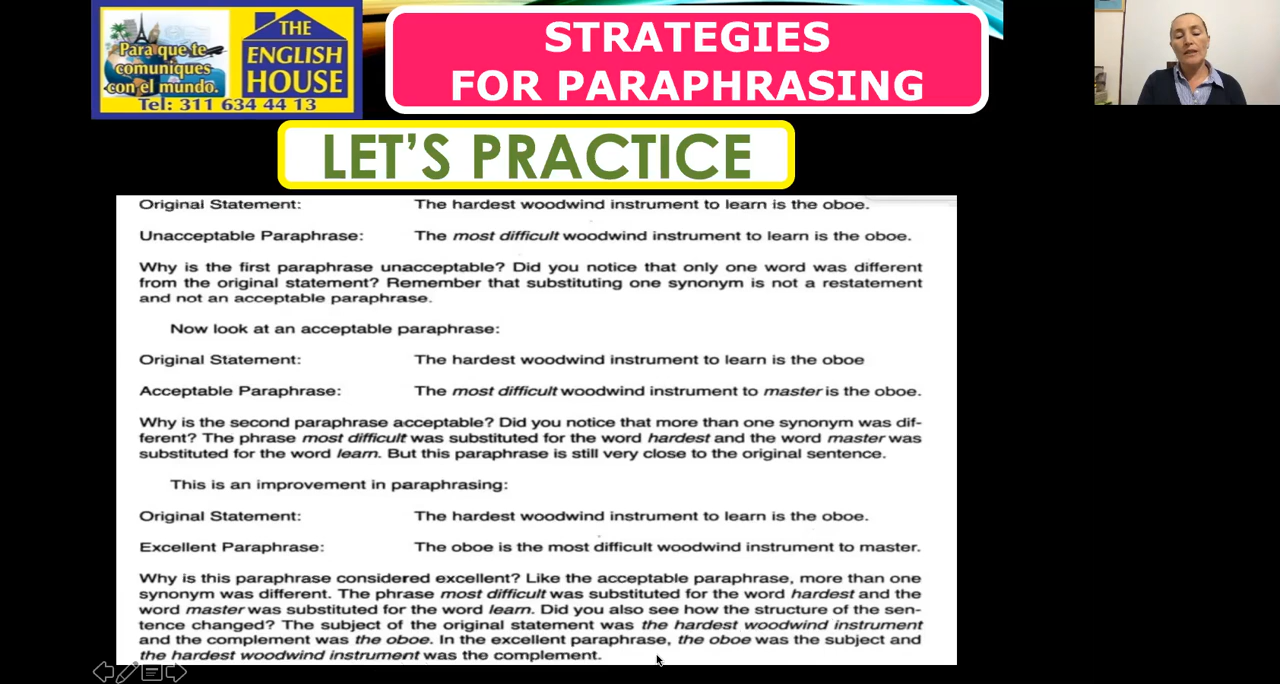 Para que te
comuniques
con el mundo.
THE
ENGLISH
HOUSE
Tel: 311 634 44 13
STRATEGIES
FOR PARAPHRASING
LET'S PRACTICE
Original Statement: The hardest woodwind instrument to learn is the oboe.
Unacceptable Paraphrase: The most difficult woodwind instrument to learn is the oboe.
Why is the first paraphrase unacceptable? Did you notice that only one word was different
from the original statement? Remember that substituting one synonym is not a restatement
and not an acceptable paraphrase.
Now look at an acceptable paraphrase:
Original Statement: The hardest woodwind instrument to learn is the oboe
Acceptable Paraphrase: The most difficult woodwind instrument to master is the oboe.
Why is the second paraphrase acceptable? Did you notice that more than one synonym was dif-
ferent? The phrase most difficult was substituted for the word hardest and the word master was
substituted for the word learn. But this paraphrase is still very close to the original sentence.
This is an improvement in paraphrasing:
Original Statement: The hardest woodwind instrument to learn is the oboe.
Excellent Paraphrase: The oboe is the most difficult woodwind instrument to master.
Why is this paraphrase considered excellent? Like the acceptable paraphrase, more than one
synonym was different. The phrase most difficult was substituted for the word hardest and the
word master was substituted for the word learn. Did you also see how the structure of the sen-
tence changed? The subject of the original statement was the hardest woodwind instrument
and the complement was the oboe. In the excellent paraphrase, the oboe was the subject and
the hardest woodwind instrument was the complement.